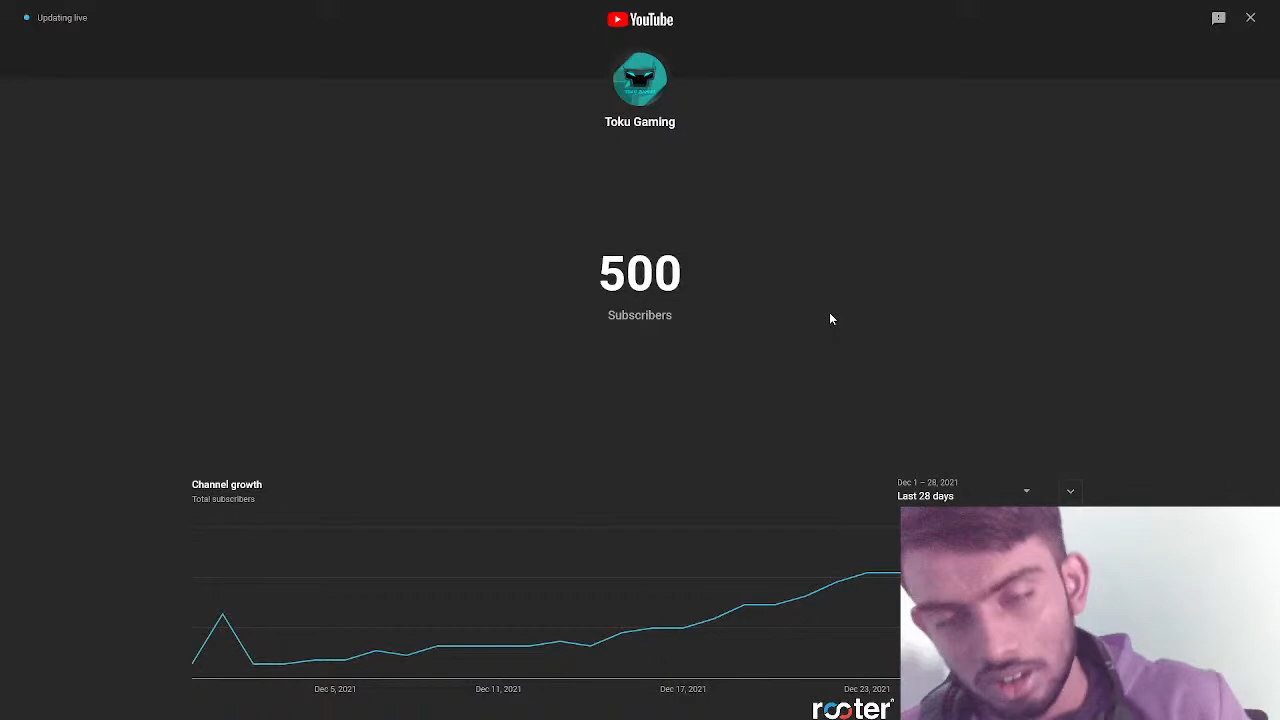 Updating live
YouTube
Toku Gaming
500
Subscribers
Channel growth
Total subscribers
Dec 1 – 28, 2021
Last 28 days
Dec 5, 2021
Dec 11, 2021
Dec 17, 2021
Dec 23, 2021
rooter